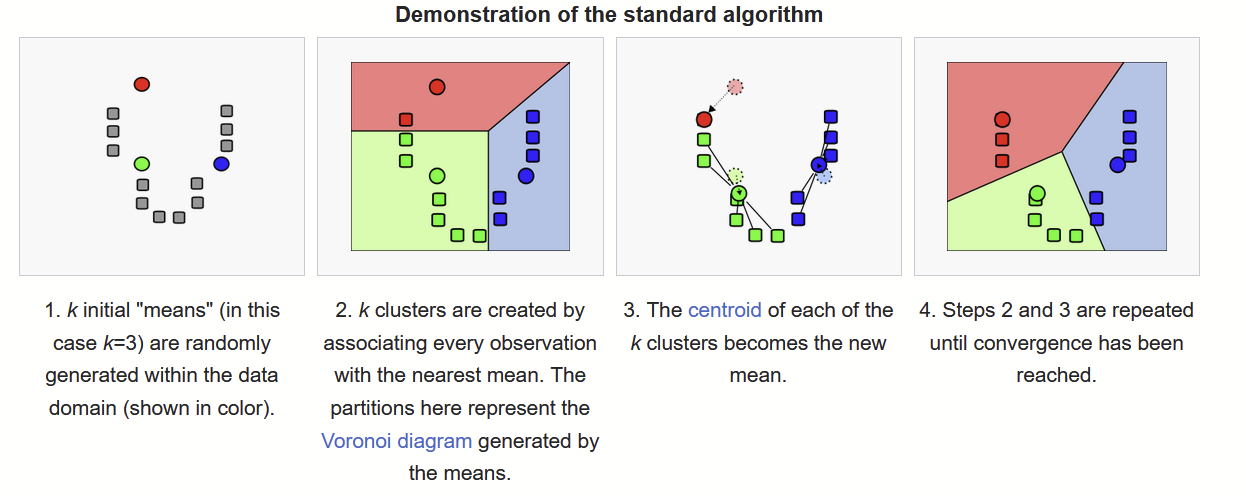 Demonstration of the standard algorithm
1. k initial "means" (in this
case k=3) are randomly
generated within the data
domain (shown in color).
2. k clusters are created by
associating every observation
with the nearest mean. The
partitions here represent the
Voronoi diagram generated by
the means.
3. The centroid of each of the
k clusters becomes the new
mean.
4. Steps 2 and 3 are repeated
until convergence has been
reached.